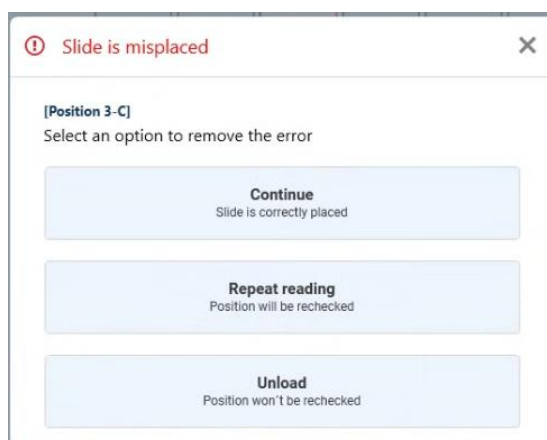 Slide is misplaced
[Position 3-C]
Select an option to remove the error
Continue
Slide is correctly placed
Repeat reading
Position will be rechecked
Unload
Position won´t be rechecked